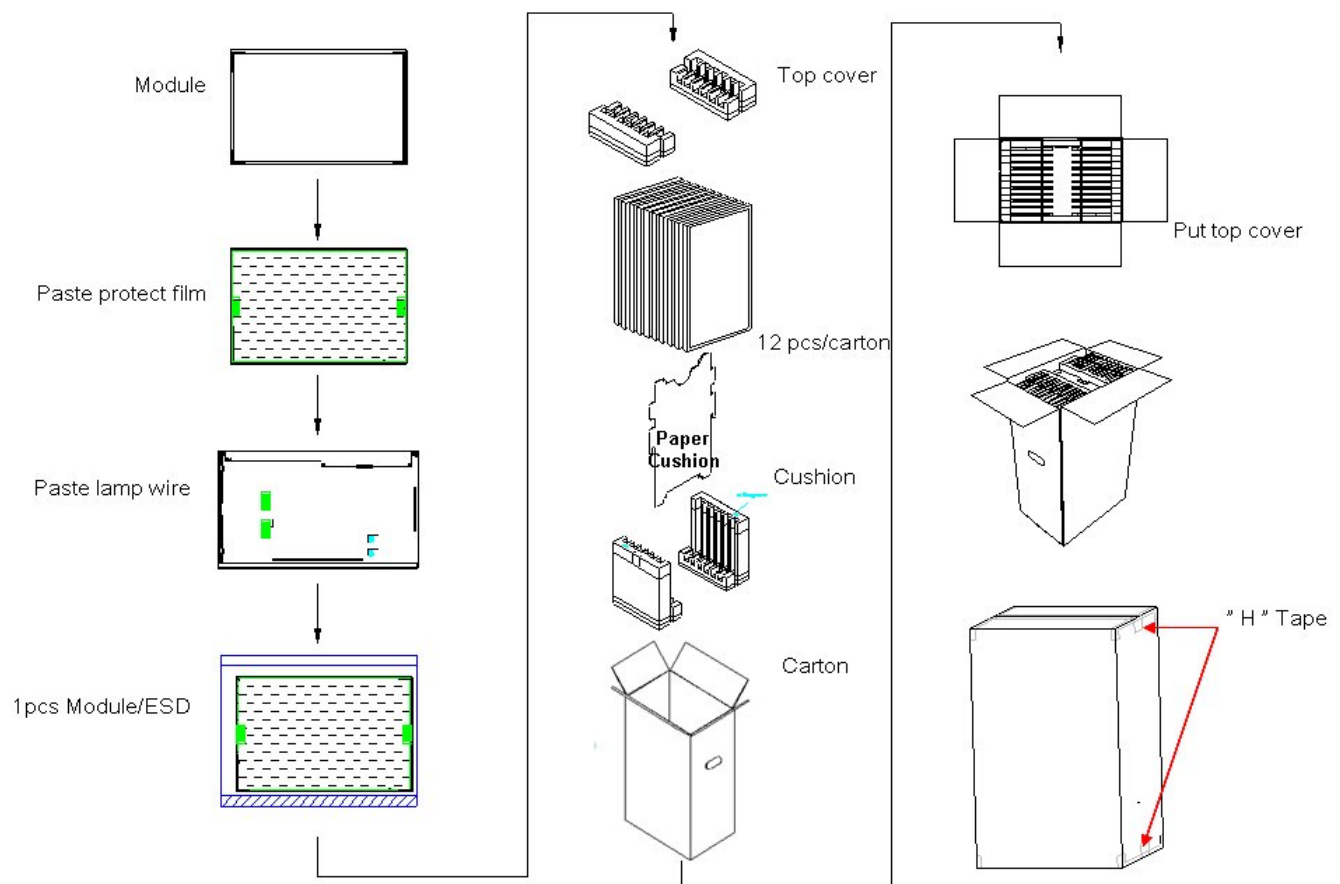 Module
Paste protect film
Paste lamp wire
1pcs Module/ESD
Top cover
12 pcs/carton
Paper
Cushion
Cushion
Carton
Put top cover
" H " Tape